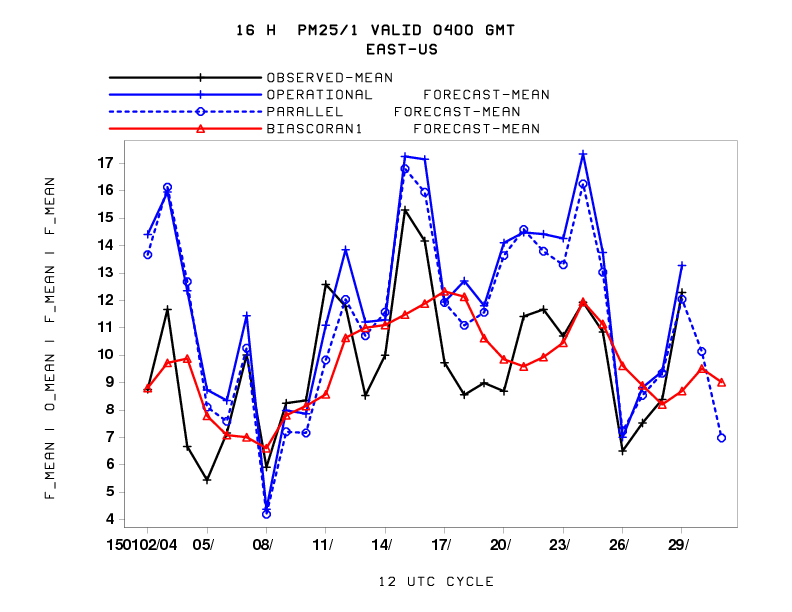 16 H  PM25/1 VALID 0400 GMT
EAST-US
OBSERVED-MEAN
OPERATIONAL     FORECAST-MEAN
PARALLEL     FORECAST-MEAN
BIASCORAN1     FORECAST-MEAN
F_MEAN | O_MEAN | F_MEAN | F_MEAN
17
16
15
14
13
12
11
10
9
8
7
6
5
4
150102/04 05/ 08/ 11/ 14/ 17/ 20/ 23/ 26/ 29/
12 UTC CYCLE